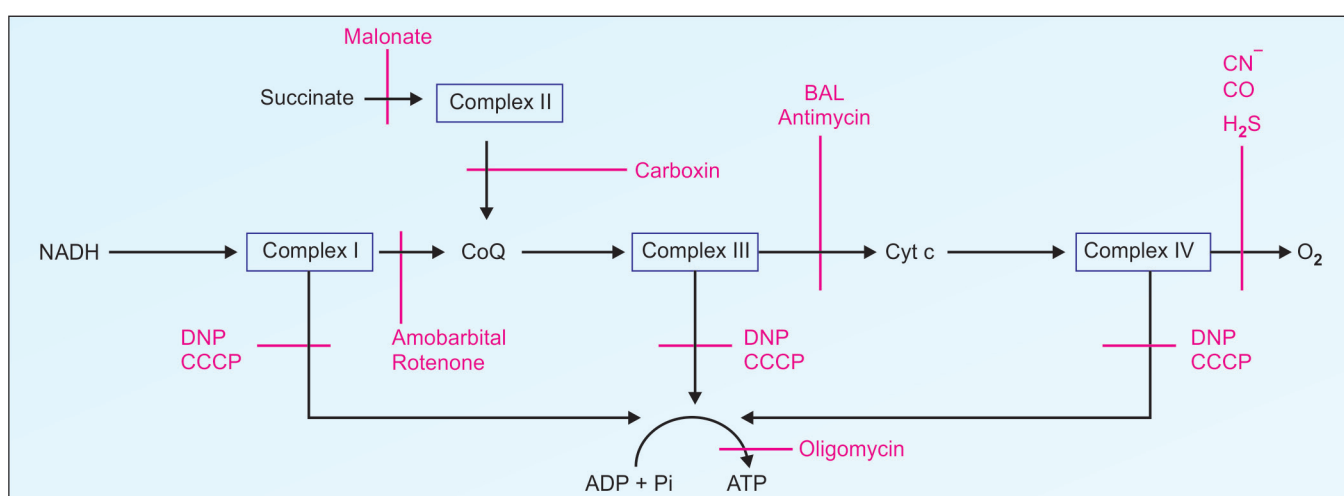 Malonate
Succinate
Complex II
BAL
Antimycin
CN⁻
CO
H₂S
Carboxin
NADH
Complex I
CoQ
Complex III
Cyt c
Complex IV
O₂
DNP
CCCP
Amobarbital
Rotenone
DNP
CCCP
DNP
CCCP
Oligomycin
ADP + Pi
ATP